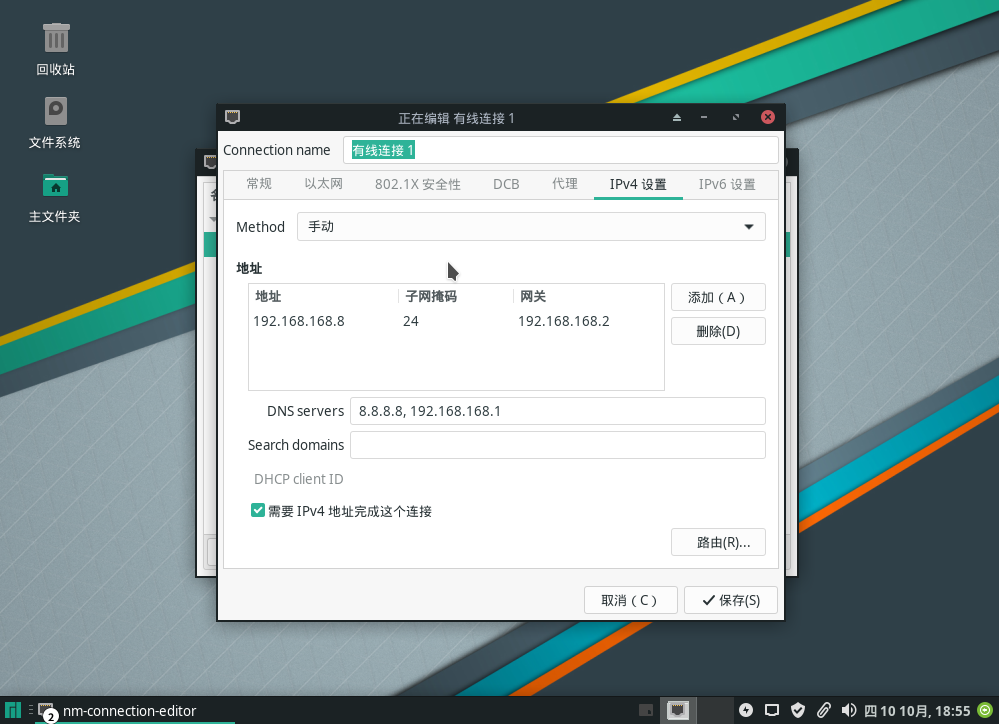 回收站
文件系统
主文件夹
正在编辑 有线连接 1
Connection name 有线连接 1
常规 以太网 802.1X 安全性 DCB 代理 IPv4 设置 IPv6 设置
Method 手动
地址
地址 子网掩码 网关
192.168.168.8 24 192.168.168.2
添加（A）
删除(D)
DNS servers 8.8.8.8, 192.168.168.1
Search domains
DHCP client ID
需要 IPv4 地址完成这个连接
路由(R)...
取消（C） 保存(S)
2 nm-connection-editor 四 10 10月, 18:55